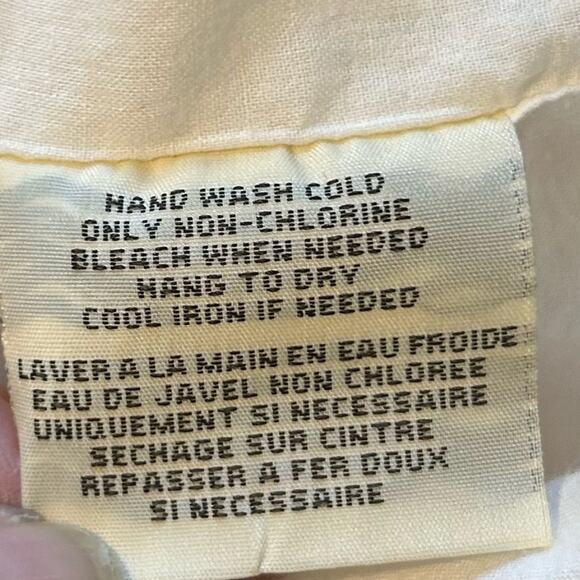 HAND WASH COLD
ONLY NON-CHLORINE
BLEACH WHEN NEEDED
HANG TO DRY
COOL IRON IF NEEDED
LAVER A LA MAIN EN EAU FROIDE
EAU DE JAVEL NON CHLOREE
UNIQUEMENT SI NECESSAIRE
SECHAGE SUR CINTRE
REPASSER A FER DOUX
SI NECESSAIRE